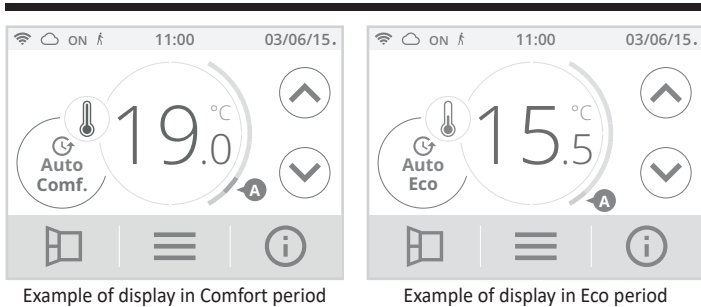 ON 11:00 03/06/15.
19.0 °C
Auto
Comf.
A
Example of display in Comfort period
ON 11:00 03/06/15.
15.5 °C
Auto
Eco
A
Example of display in Eco period